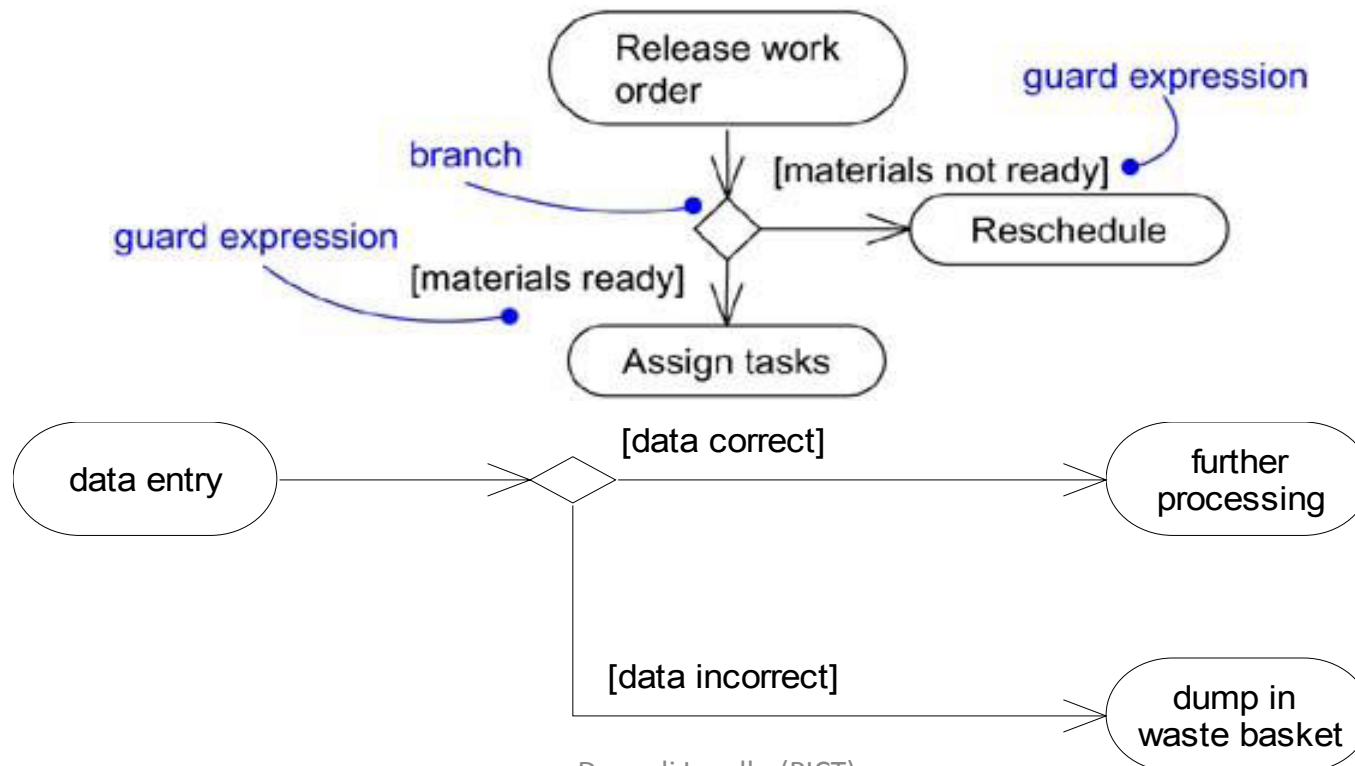 Release work
order
guard expression
branch
[materials not ready]
guard expression
Reschedule
[materials ready]
Assign tasks
[data correct]
data entry
further
processing
[data incorrect]
dump in
waste basket